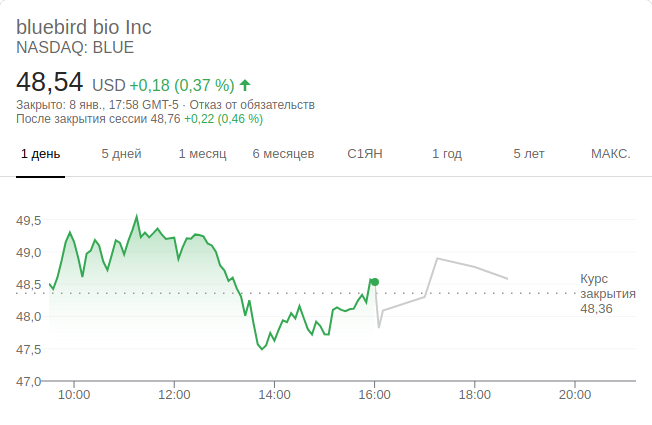 bluebird bio Inc
NASDAQ: BLUE
48,54 USD +0,18 (0,37 %)
Закрыто: 8 янв., 17:58 GMT-5 · Отказ от обязательств
После закрытия сессии 48,76 +0,22 (0,46 %)
1 день 5 дней 1 месяц 6 месяцев С1ЯН 1 год 5 лет МАКС.
49,5
49,0
48,5
48,0
47,5
47,0
Курс
закрытия
48,36
10:00 12:00 14:00 16:00 18:00 20:00